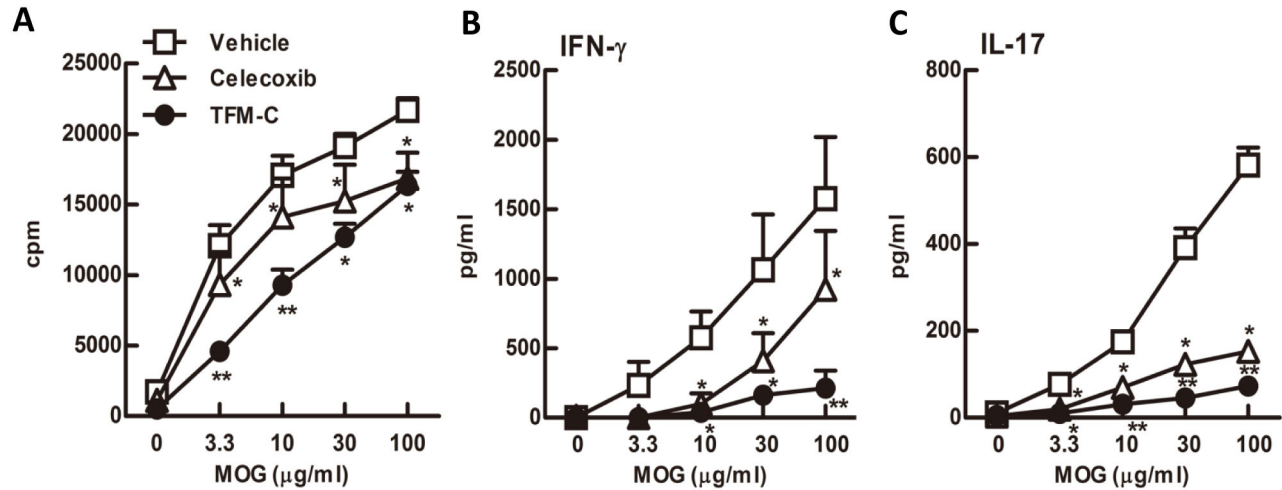 A
Vehicle
Celecoxib
TFM-C
25000
20000
15000
10000
5000
0
cpm
* * * * ** ** * *
0 3.3 10 30 100
MOG (μg/ml)
B
IFN-γ
2500
2000
1500
1000
500
0
pg/ml
* * * * * **
0 3.3 10 30 100
MOG (μg/ml)
C
IL-17
800
600
400
200
0
pg/ml
* * * * * ** ** **
0 3.3 10 30 100
MOG (μg/ml)